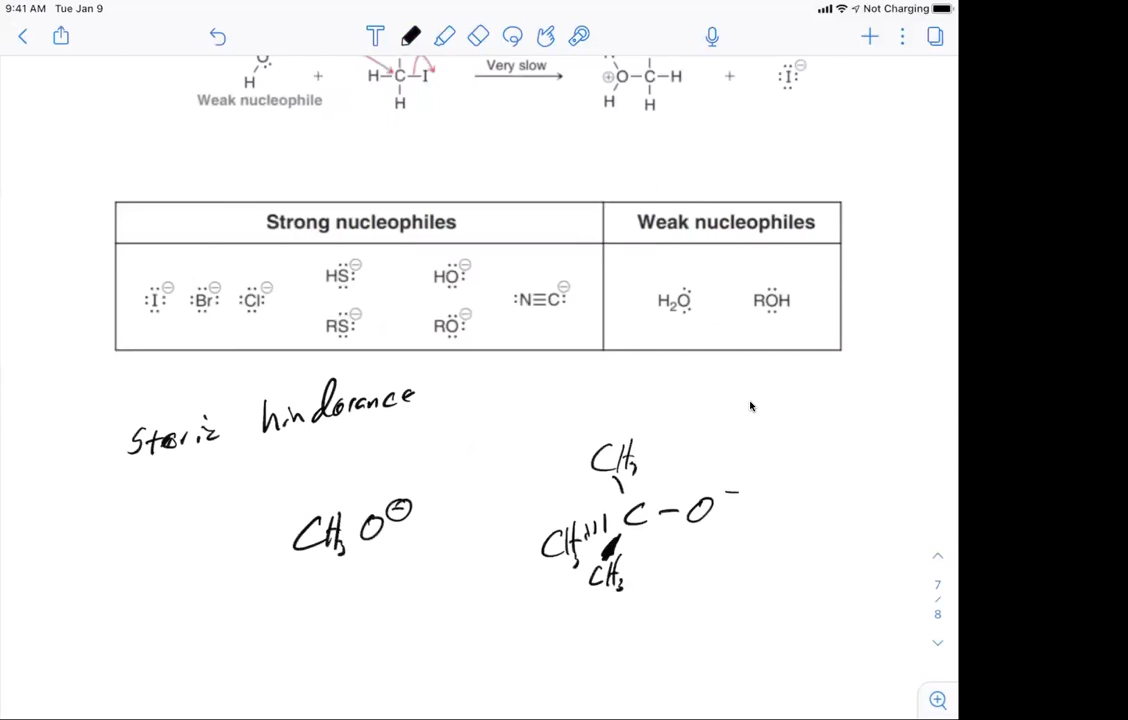 9:41 AM Tue Jan 9 Not Charging
H
Weak nucleophile
+
H–C–I
H
Very slow
⊕O–C–H
H H
+
:I:⊖
Strong nucleophiles Weak nucleophiles
:I:⊖ :Br:⊖ :Cl:⊖ HS:⊖ HO:⊖ :N≡C:⊖ H₂O ROH
RS:⊖ RO:⊖
Steric hindorance
CH₃
CH₃O⊖ C–O⁻
CH₃
CH₃
7
/
8